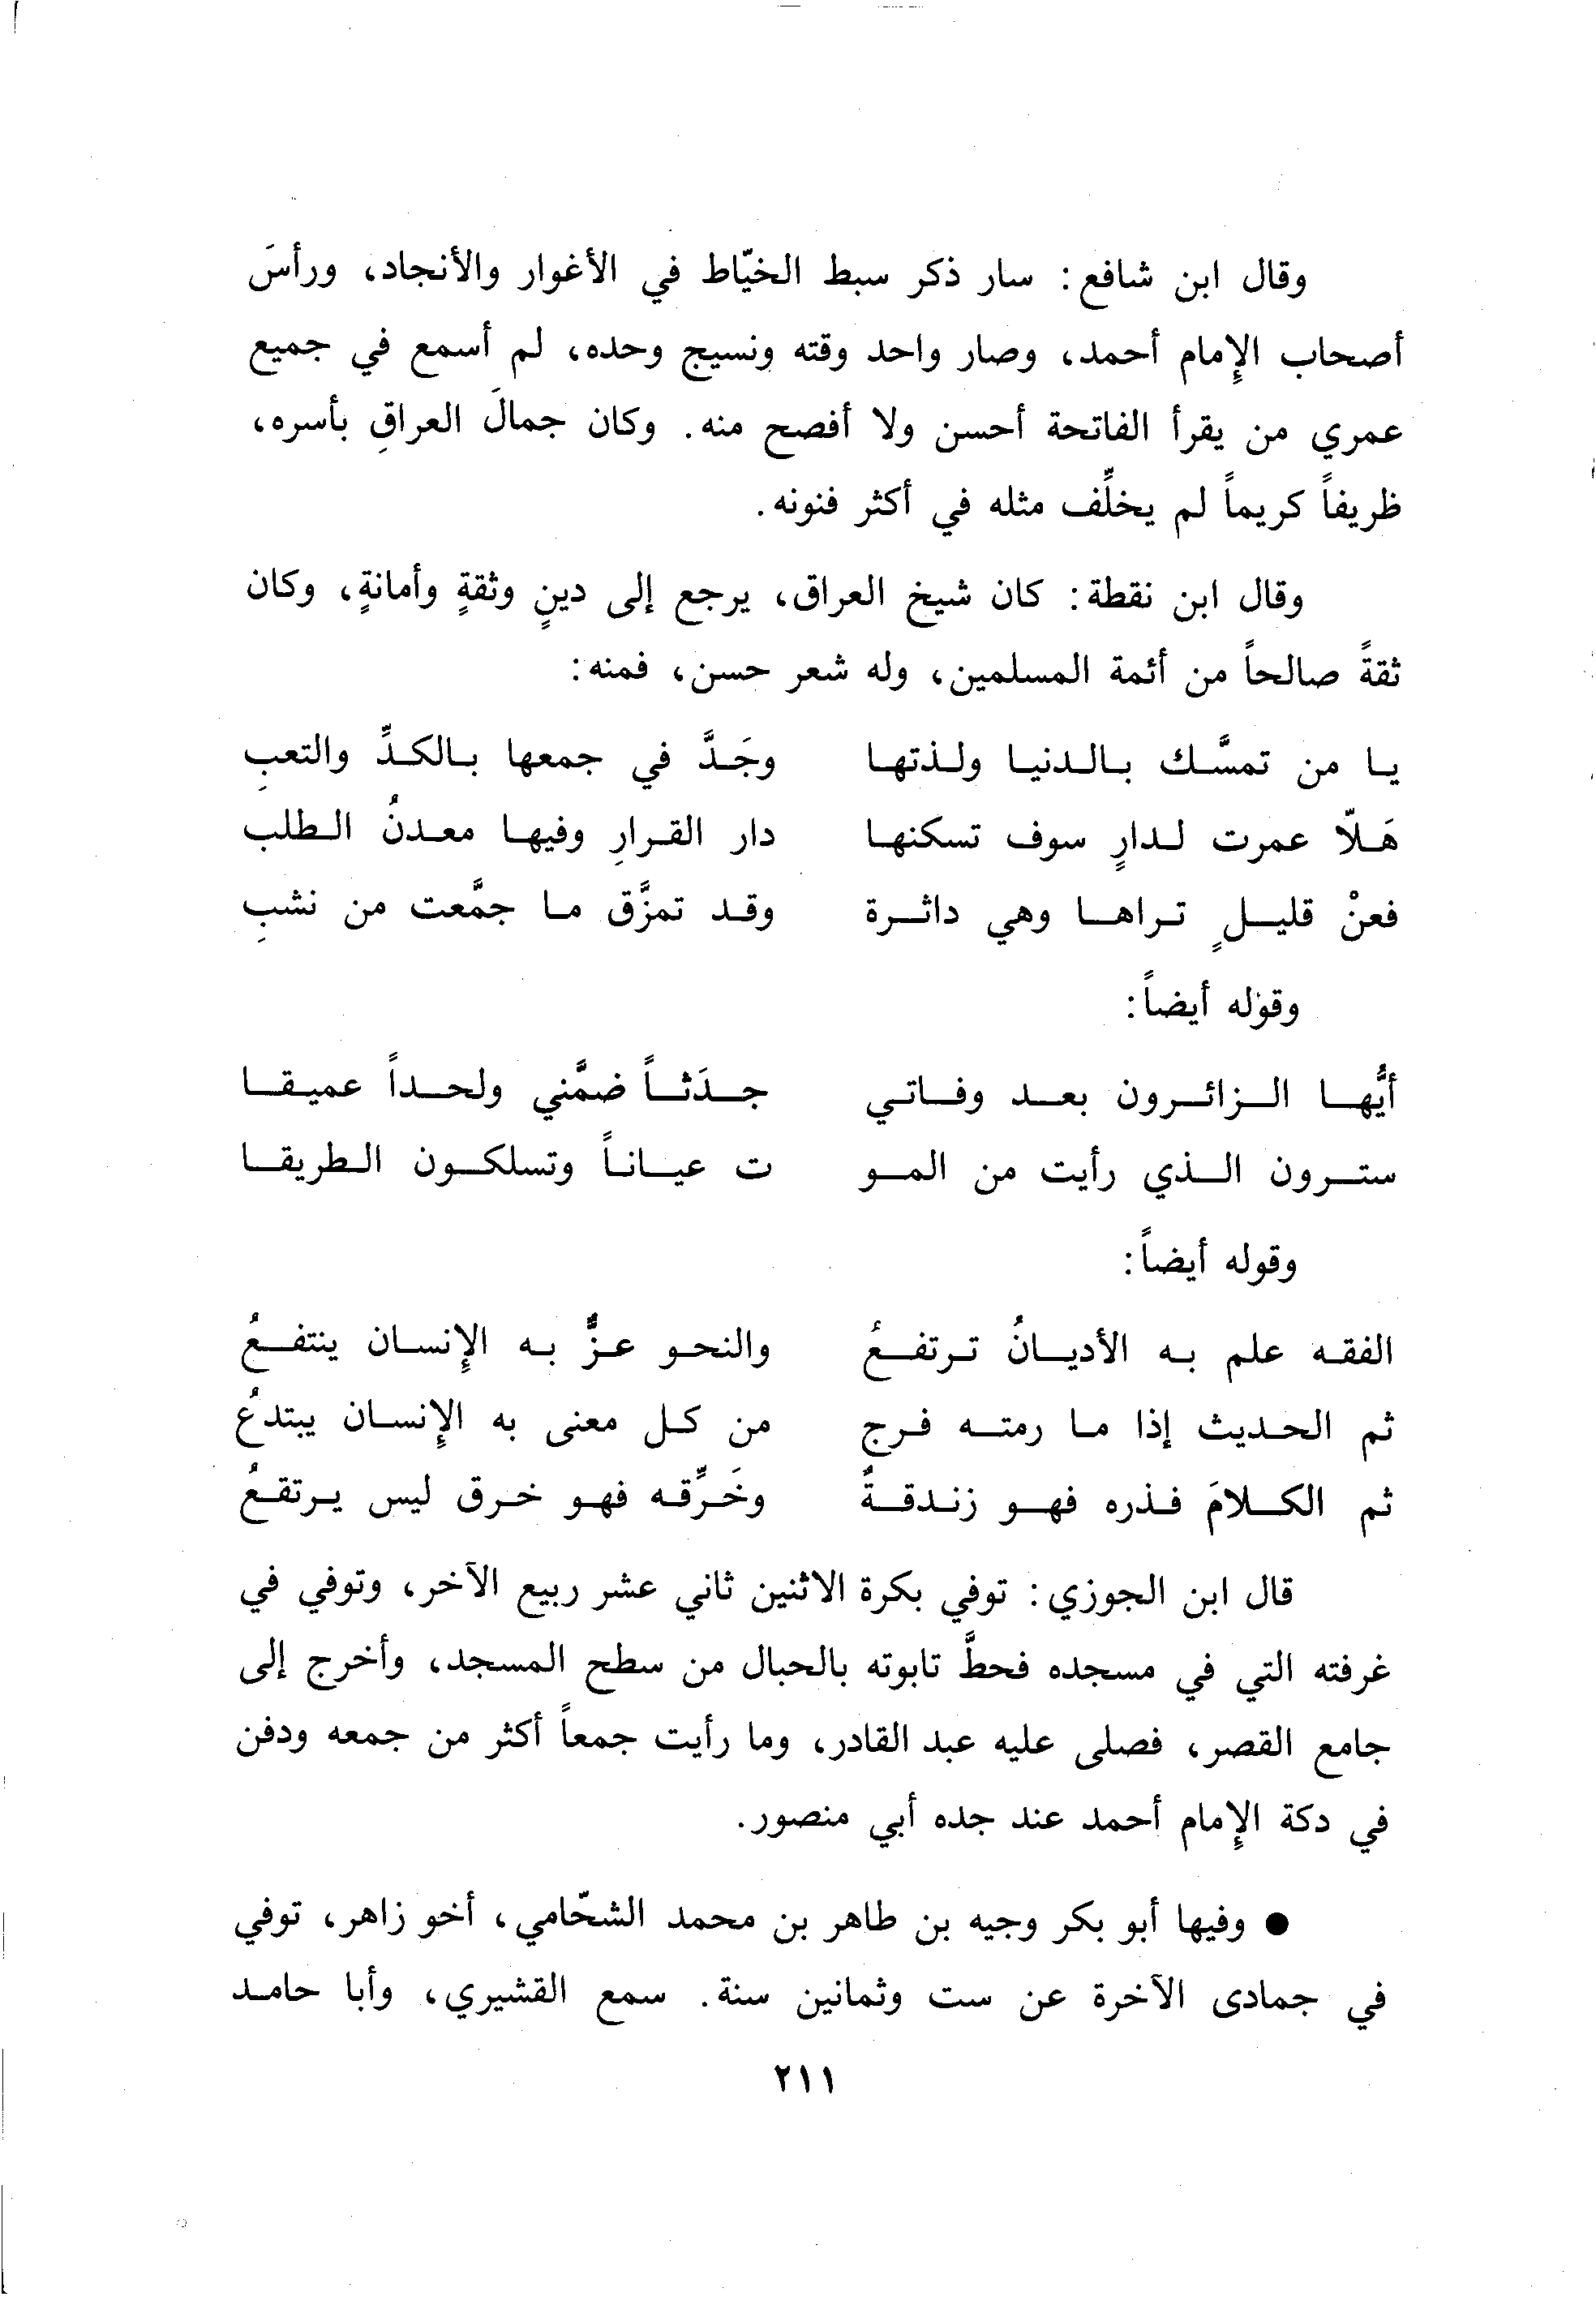 وقال ابن شافع: سار ذكر سبط الخيّاط في الأغوار والأنجاد، ورأسَ
أصحاب الإِمام أحمد، وصار واحد وقته ونسيج وحده، لم أسمع في جميع
عمري من يقرأ الفاتحة أحسن ولا أفصح منه. وكان جمالَ العراقِ بأسره،
ظريفاً كريماً لم يخلِّف مثله في أكثر فنونه.
وقال ابن نقطة: كان شيخ العراق، يرجع إلى دينٍ وثقةٍ وأمانةٍ، وكان
ثقةً صالحاً من أئمة المسلمين، وله شعر حسن، فمنه:
يا من تمسَّك بالدنيا ولذتها وجَدَّ في جمعها بالكدِّ والتعبِ
هَلاّ عمرت لدارٍ سوف تسكنها دار القرارِ وفيها معدنُ الطلب
فعنْ قليلٍ تراها وهي داثرة وقد تمزَّق ما جمَّعت من نشبِ
وقوله أيضاً:
أيُّها الزائرون بعد وفاتي جدَثاً ضمَّني ولحداً عميقا
سترون الذي رأيت من المو ت عياناً وتسلكون الطريقا
وقوله أيضاً:
الفقه علم به الأديانُ ترتفعُ والنحو عزٌّ به الإِنسان ينتفعُ
ثم الحديث إذا ما رمته فرج من كل معنى به الإِنسان يبتدعُ
ثم الكلامَ فذره فهو زندقةٌ وخَرِّقه فهو خرق ليس يرتقعُ
قال ابن الجوزي: توفي بكرة الاثنين ثاني عشر ربيع الآخر، وتوفي في
غرفته التي في مسجده فحطَّ تابوته بالحبال من سطح المسجد، وأخرج إلى
جامع القصر، فصلى عليه عبد القادر، وما رأيت جمعاً أكثر من جمعه ودفن
في دكة الإِمام أحمد عند جده أبي منصور.
● وفيها أبو بكر وجيه بن طاهر بن محمد الشحّامي، أخو زاهر، توفي
في جمادى الآخرة عن ست وثمانين سنة. سمع القشيري، وأبا حامد
٢١١